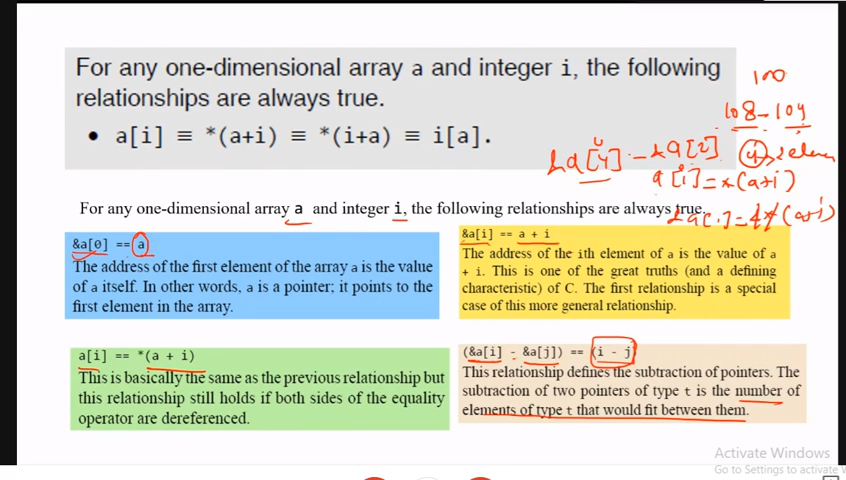 For any one-dimensional array a and integer i, the following
relationships are always true.
• a[i] ≡ *(a+i) ≡ *(i+a) ≡ i[a].
100
108 - 104
&a[4] - &a[2]
4
a[i] = *(a+i)
For any one-dimensional array a and integer i, the following relationships are always true.
&a[0] == a
The address of the first element of the array a is the value
of a itself. In other words, a is a pointer; it points to the
first element in the array.
&a[i] == a + i
The address of the ith element of a is the value of a
+ i. This is one of the great truths (and a defining
characteristic) of C. The first relationship is a special
case of this more general relationship.
a[i] == *(a + i)
This is basically the same as the previous relationship but
this relationship still holds if both sides of the equality
operator are dereferenced.
(&a[i] - &a[j]) == (i - j)
This relationship defines the subtraction of pointers. The
subtraction of two pointers of type t is the number of
elements of type t that would fit between them.
Activate Windows
Go to Settings to activate W